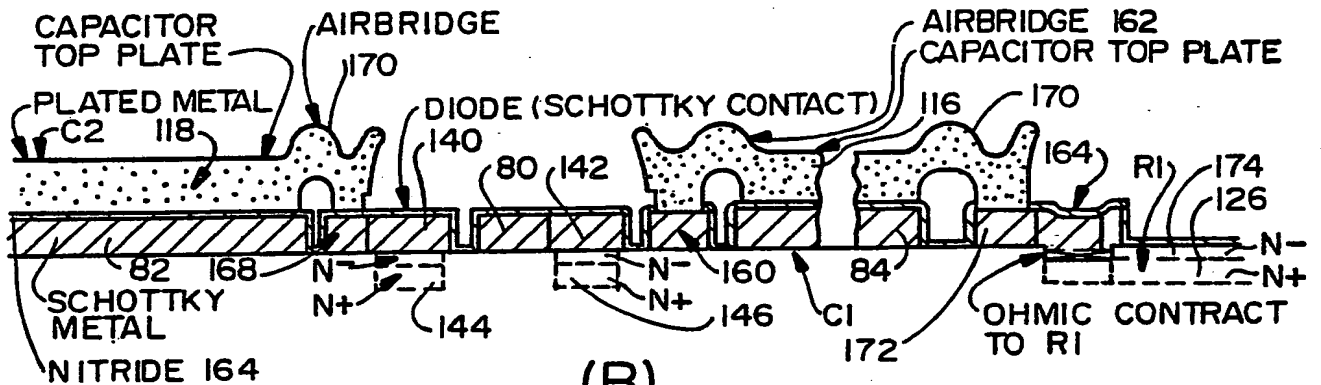 CAPACITOR
TOP PLATE
AIRBRIDGE
170
AIRBRIDGE 162
CAPACITOR TOP PLATE
PLATED METAL
C2
118
DIODE (SCHOTTKY CONTACT)
140
80
142
116
170
164
R1
174
126
82
168
N-
N+
144
N-
N+
146
160
C1
84
172
N-
N+
OHMIC CONTRACT
TO R1
SCHOTTKY
METAL
NITRIDE 164
(B)